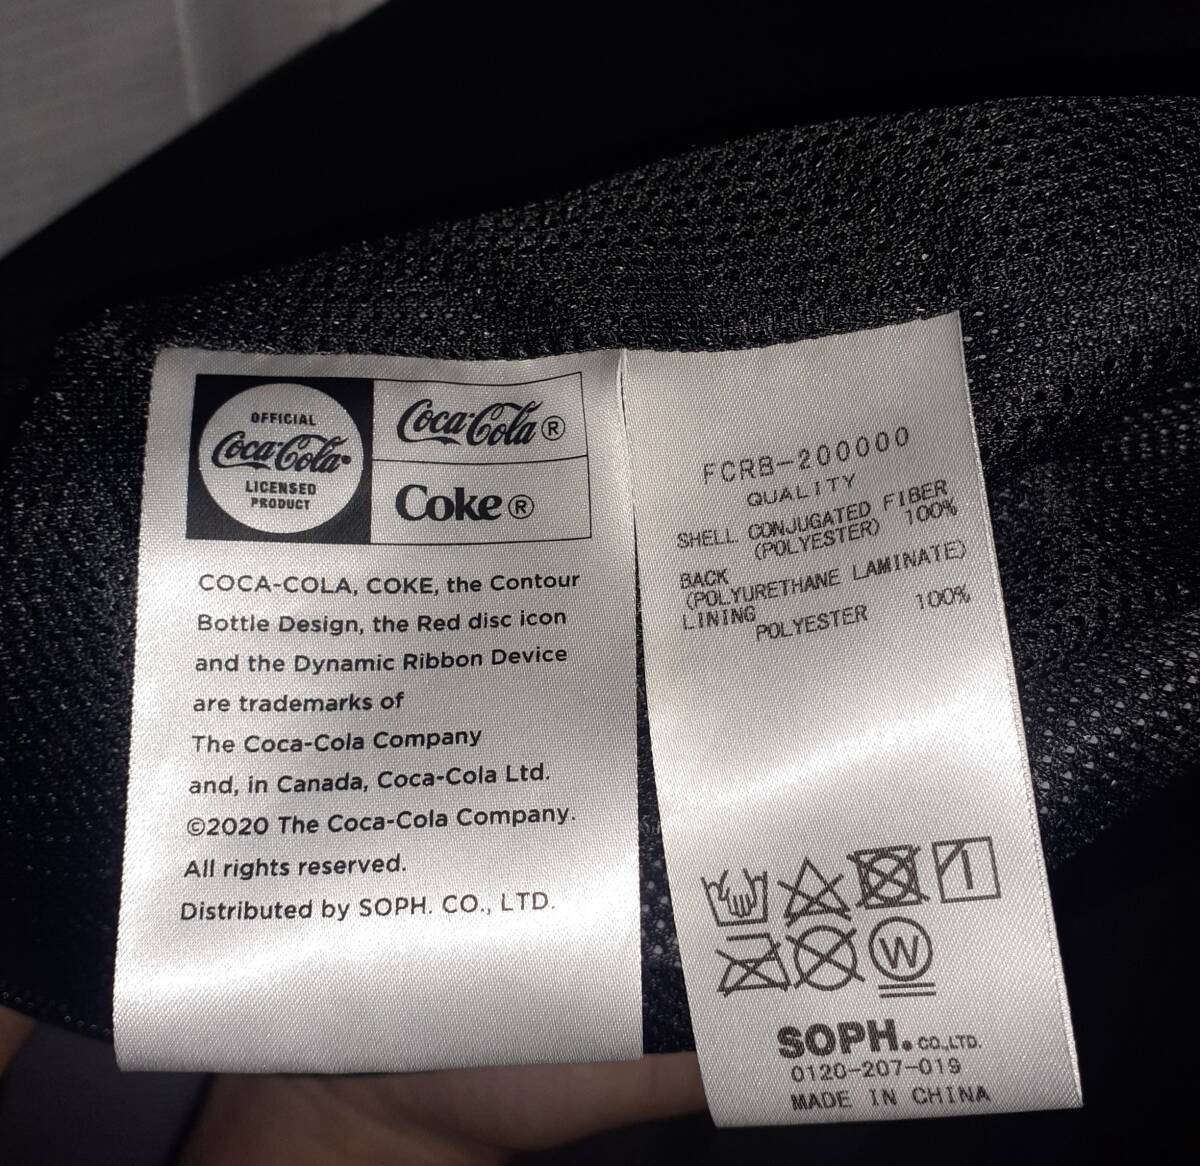 OFFICIAL
Coca-Cola
LICENSED
PRODUCT
Coca-Cola®
Coke®
COCA-COLA, COKE, the Contour
Bottle Design, the Red disc icon
and the Dynamic Ribbon Device
are trademarks of
The Coca-Cola Company
and, in Canada, Coca-Cola Ltd.
©2020 The Coca-Cola Company.
All rights reserved.
Distributed by SOPH. CO., LTD.
FCRB-200000
QUALITY
SHELL CONJUGATED FIBER
(POLYESTER) 100%
BACK
(POLYURETHANE LAMINATE)
LINING
POLYESTER 100%
W
SOPH. CO.,LTD.
0120-207-019
MADE IN CHINA